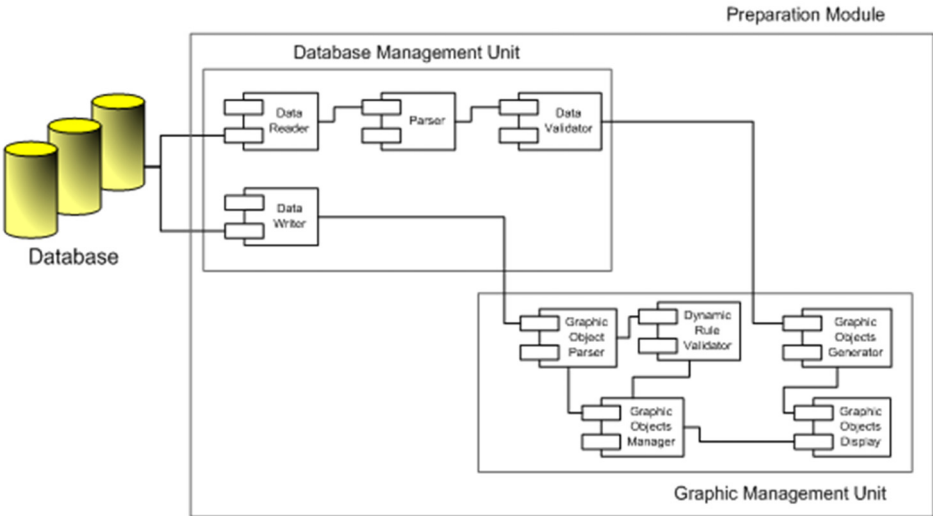 Preparation Module
Database Management Unit
Data
Reader
Parser
Data
Validator
Data
Writer
Database
Graphic
Object
Parser
Dynamic
Rule
Validator
Graphic
Objects
Generator
Graphic
Objects
Manager
Graphic
Objects
Display
Graphic Management Unit